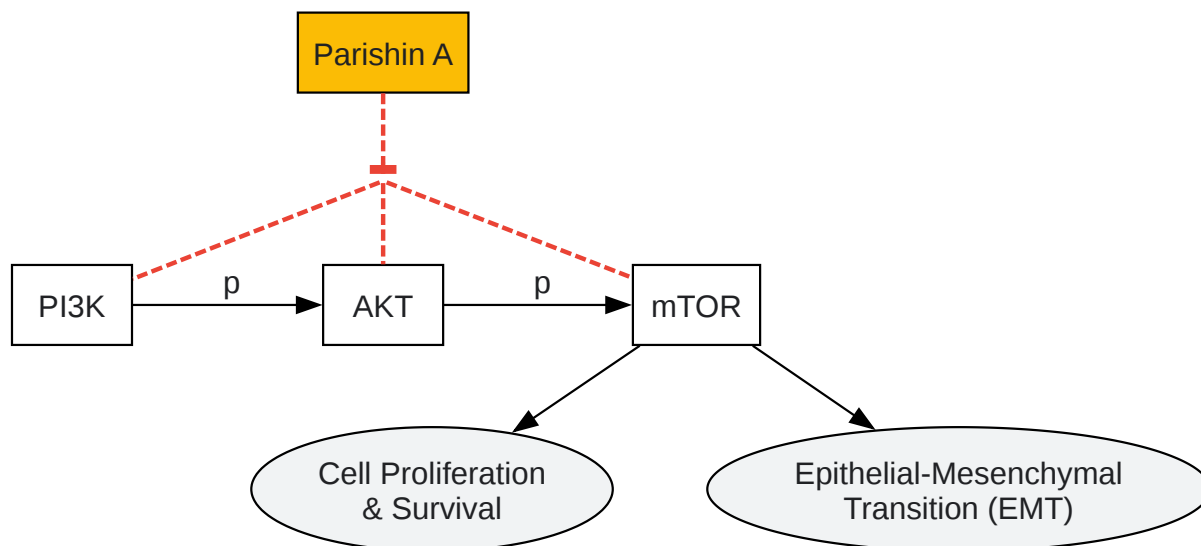 Parishin A
PI3K
p
AKT
p
mTOR
Cell Proliferation
& Survival
Epithelial-Mesenchymal
Transition (EMT)